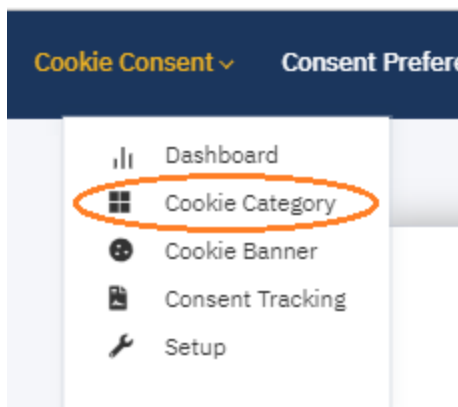 Cookie Consent Consent Prefere
Dashboard
Cookie Category
Cookie Banner
Consent Tracking
Setup